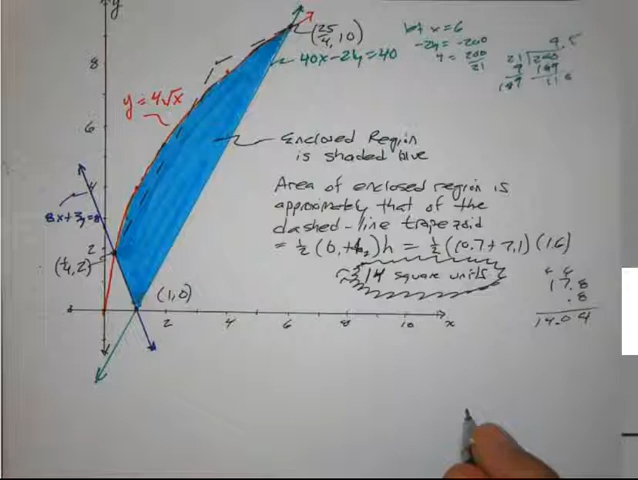 y
(25/4, 10)
let x=6
-2y = -200
y = 200/21
40x-2y=40
8
y = 4√x
6
Enclosed Region
is shaded blue
Area of enclosed region is
approximately that of the
dashed-line trapezoid
= 1/2 (b₁+b₂)h = 1/2 (10.7 + 7.1) (1.6)
≈ 14 square units
4
8x+3y=8
2
(1/4, 2)
(1, 0)
2 4 6 8 10 x
17.8
.8
14.04